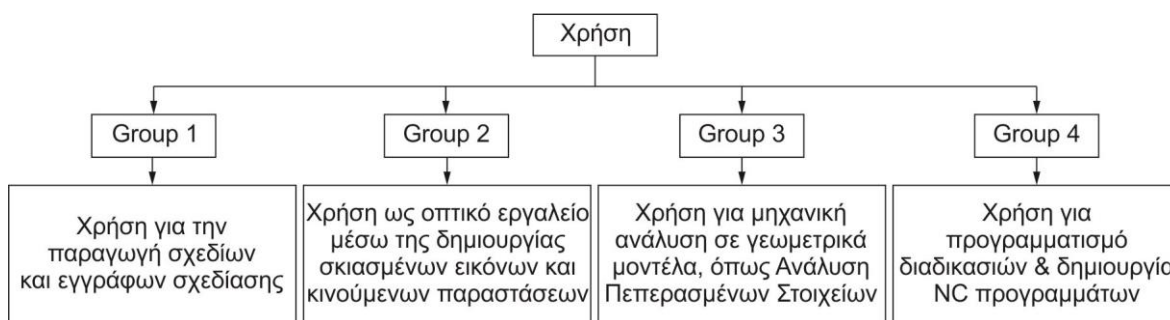 Χρήση
Group 1
Group 2
Group 3
Group 4
Χρήση για την
παραγωγή σχεδίων
και εγγράφων σχεδίασης
Χρήση ως οπτικό εργαλείο
μέσω της δημιουργίας
σκιασμένων εικόνων και
κινούμενων παραστάσεων
Χρήση για μηχανική
ανάλυση σε γεωμετρικά
μοντέλα, όπως Ανάλυση
Πεπερασμένων Στοιχείων
Χρήση για
προγραμματισμό
διαδικασιών & δημιουργία
NC προγραμμάτων